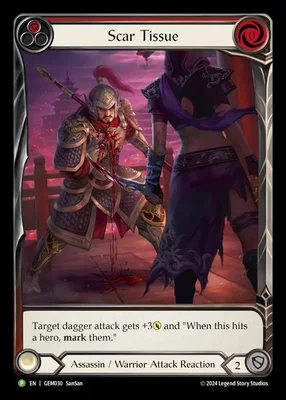 Scar Tissue
Target dagger attack gets +3 and "When this hits
a hero, mark them."
Assassin / Warrior Attack Reaction
2
P EN | GEM030 SanSan
© 2024 Legend Story Studios